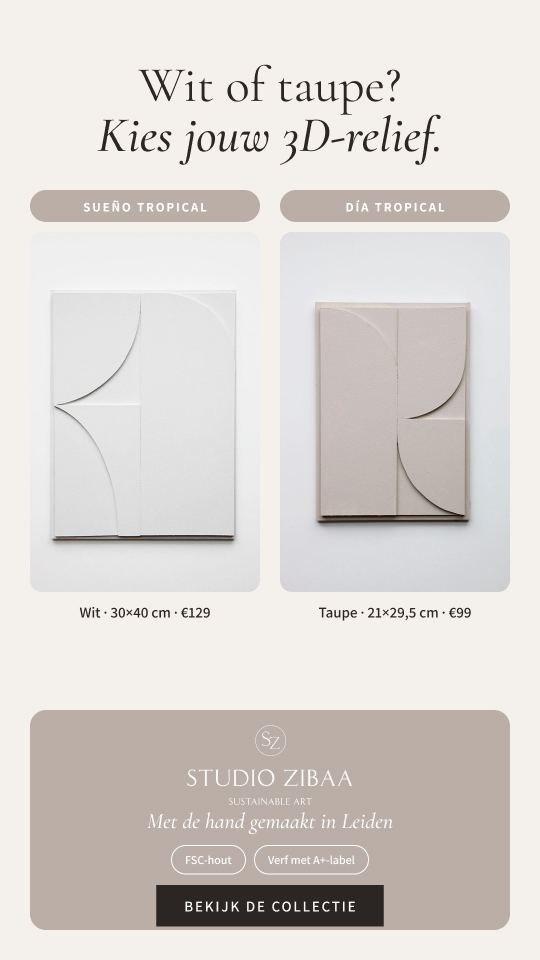 Wit of taupe?
Kies jouw 3D-relief.
SUEÑO TROPICAL
DÍA TROPICAL
Wit · 30×40 cm · €129
Taupe · 21×29,5 cm · €99
SZ
STUDIO ZIBAA
SUSTAINABLE ART
Met de hand gemaakt in Leiden
FSC-hout
Verf met A+-label
BEKIJK DE COLLECTIE